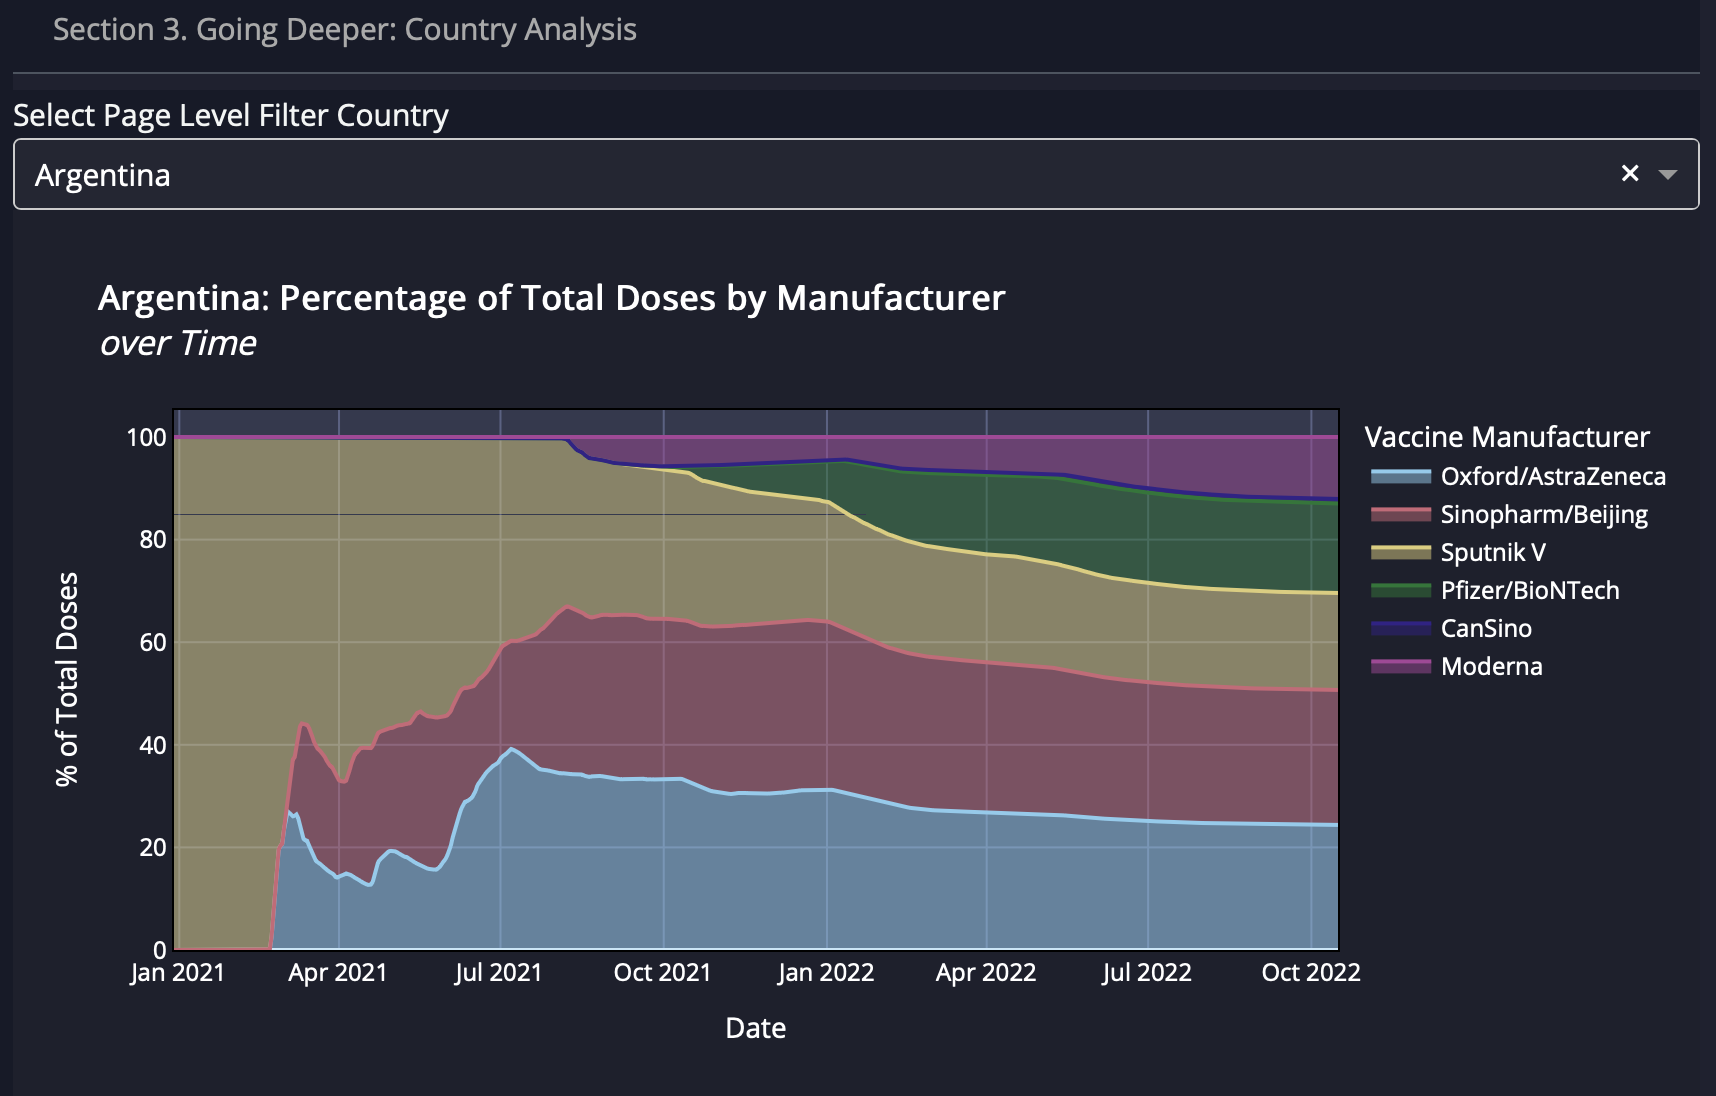 Section 3. Going Deeper: Country Analysis
Select Page Level Filter Country
Argentina
Argentina: Percentage of Total Doses by Manufacturer
over Time
100
80
60
40
20
0
% of Total Doses
Jan 2021 Apr 2021 Jul 2021 Oct 2021 Jan 2022 Apr 2022 Jul 2022 Oct 2022
Date
Vaccine Manufacturer
Oxford/AstraZeneca
Sinopharm/Beijing
Sputnik V
Pfizer/BioNTech
CanSino
Moderna